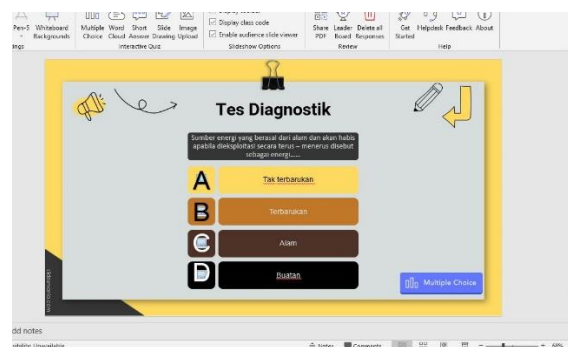 Pen+5 Whiteboard Multiple Word Short Slide Image Display class code Share Leader Delete all Get Helpdesk Feedback About
Backgrounds Choice Cloud Answer Drawing Upload Enable audience slide viewer PDF Board Responses Started
Interactive Quiz Slideshow Options Review Help
Tes Diagnostik
Sumber energi yang berasal dari alam dan akan habis
apabila dieksploitasi secara terus – menerus disebut
sebagai energi.....
A Tak terbarukan
B Terbarukan
C Alam
D Buatan
Multiple Choice
dd notes
Notes Comments 68%